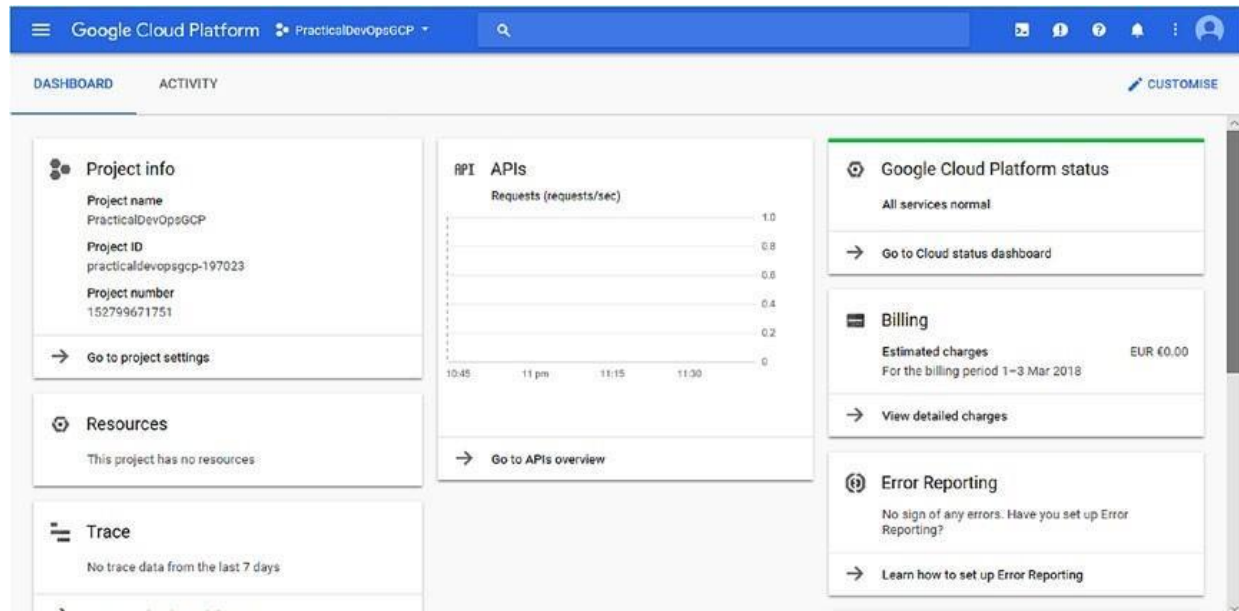 Google Cloud Platform PracticalDevOpsGCP
DASHBOARD ACTIVITY CUSTOMISE
Project info
Project name
PracticalDevOpsGCP
Project ID
practicaldevopsgcp-197023
Project number
152799671751
Go to project settings
Resources
This project has no resources
Trace
No trace data from the last 7 days
API APIs
Requests (requests/sec)
1.0
0.8
0.6
0.4
0.2
0
10:45 11 pm 11:15 11:30
Go to APIs overview
Google Cloud Platform status
All services normal
Go to Cloud status dashboard
Billing
Estimated charges EUR €0.00
For the billing period 1–3 Mar 2018
View detailed charges
Error Reporting
No sign of any errors. Have you set up Error
Reporting?
Learn how to set up Error Reporting